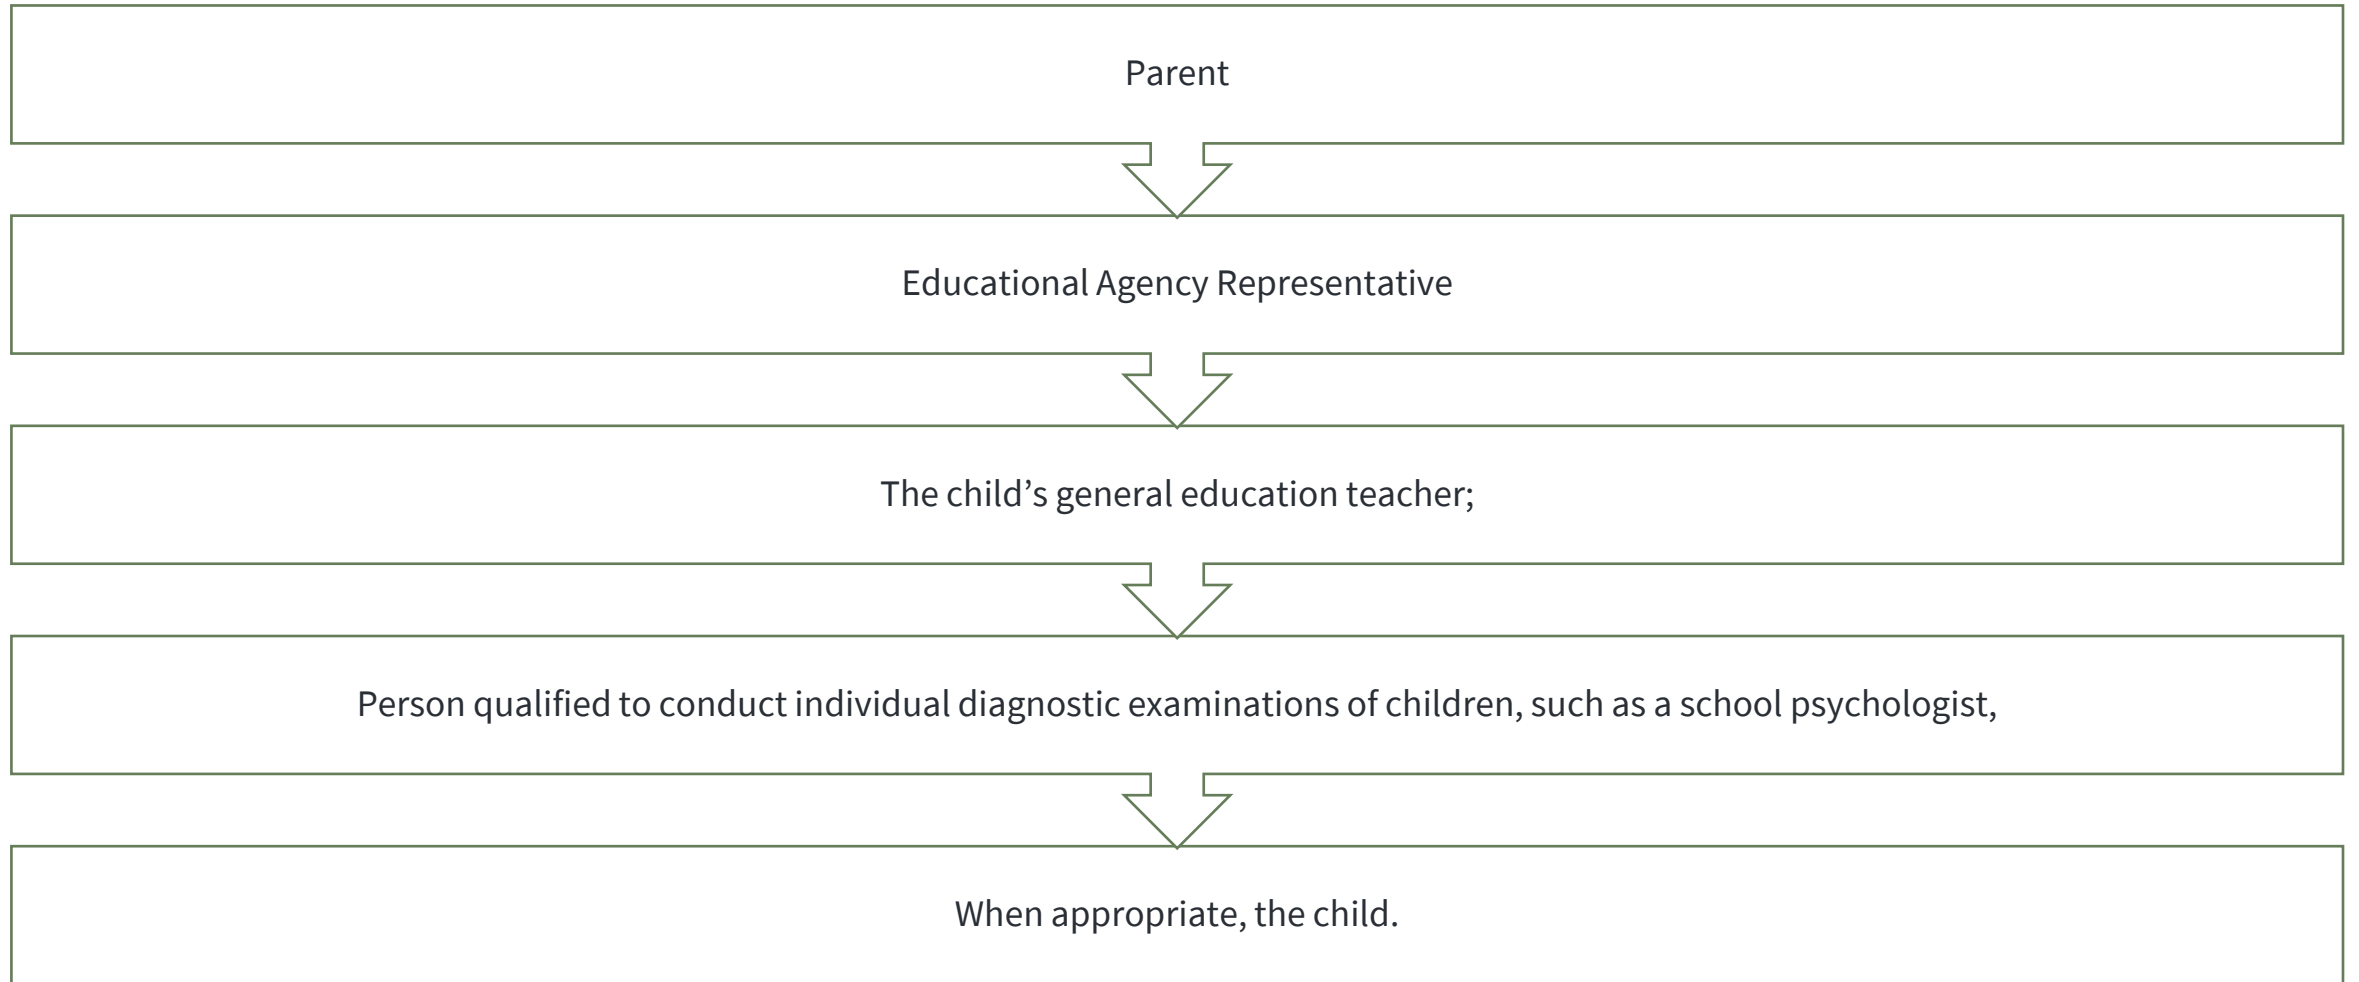 Parent
Educational Agency Representative
The child’s general education teacher;
Person qualified to conduct individual diagnostic examinations of children, such as a school psychologist,
When appropriate, the child.